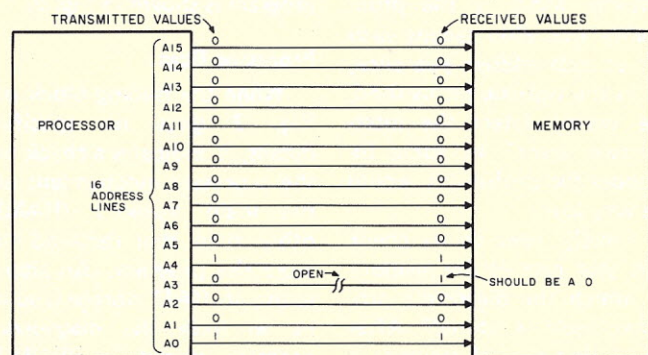 TRANSMITTED VALUES RECEIVED VALUES
A15 0 0
A14 0 0
A13 0 0
A12 0 0
PROCESSOR A11 0 0 MEMORY
A10 0 0
A9 0 0
16 ADDRESS LINES
A8 0 0
A7 0 0
A6 0 0
A5 0 0
A4 1 1
A3 0 OPEN 1 SHOULD BE A 0
A2 0 0
A1 0 0
A0 1 1